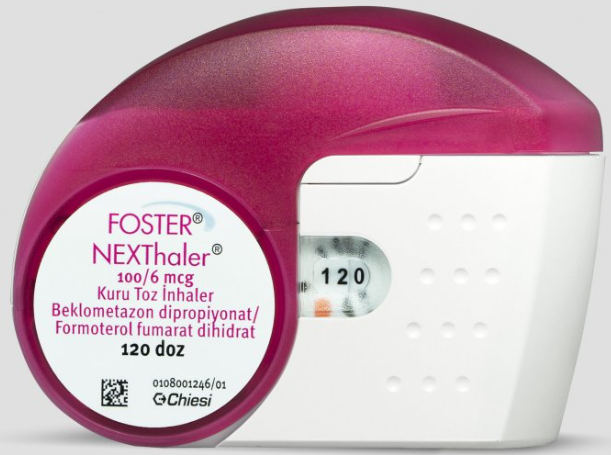 FOSTER®
NEXThaler®
100/6 mcg
Kuru Toz İnhaler
Beklometazon dipropiyonat/
Formoterol fumarat dihidrat
120 doz
120
0108001246/01
Chiesi